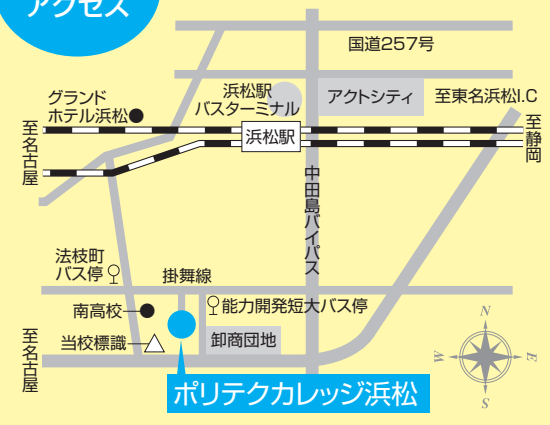 アクセス
国道257号
グランド
ホテル浜松
浜松駅
バスターミナル
アクトシティ
至東名浜松I.C
至名古屋
浜松駅
至静岡
中田島バイパス
法枝町
バス停
掛舞線
南高校
能力開発短大バス停
至名古屋
当校標識
卸商団地
ポリテクカレッジ浜松
N
W
E
S